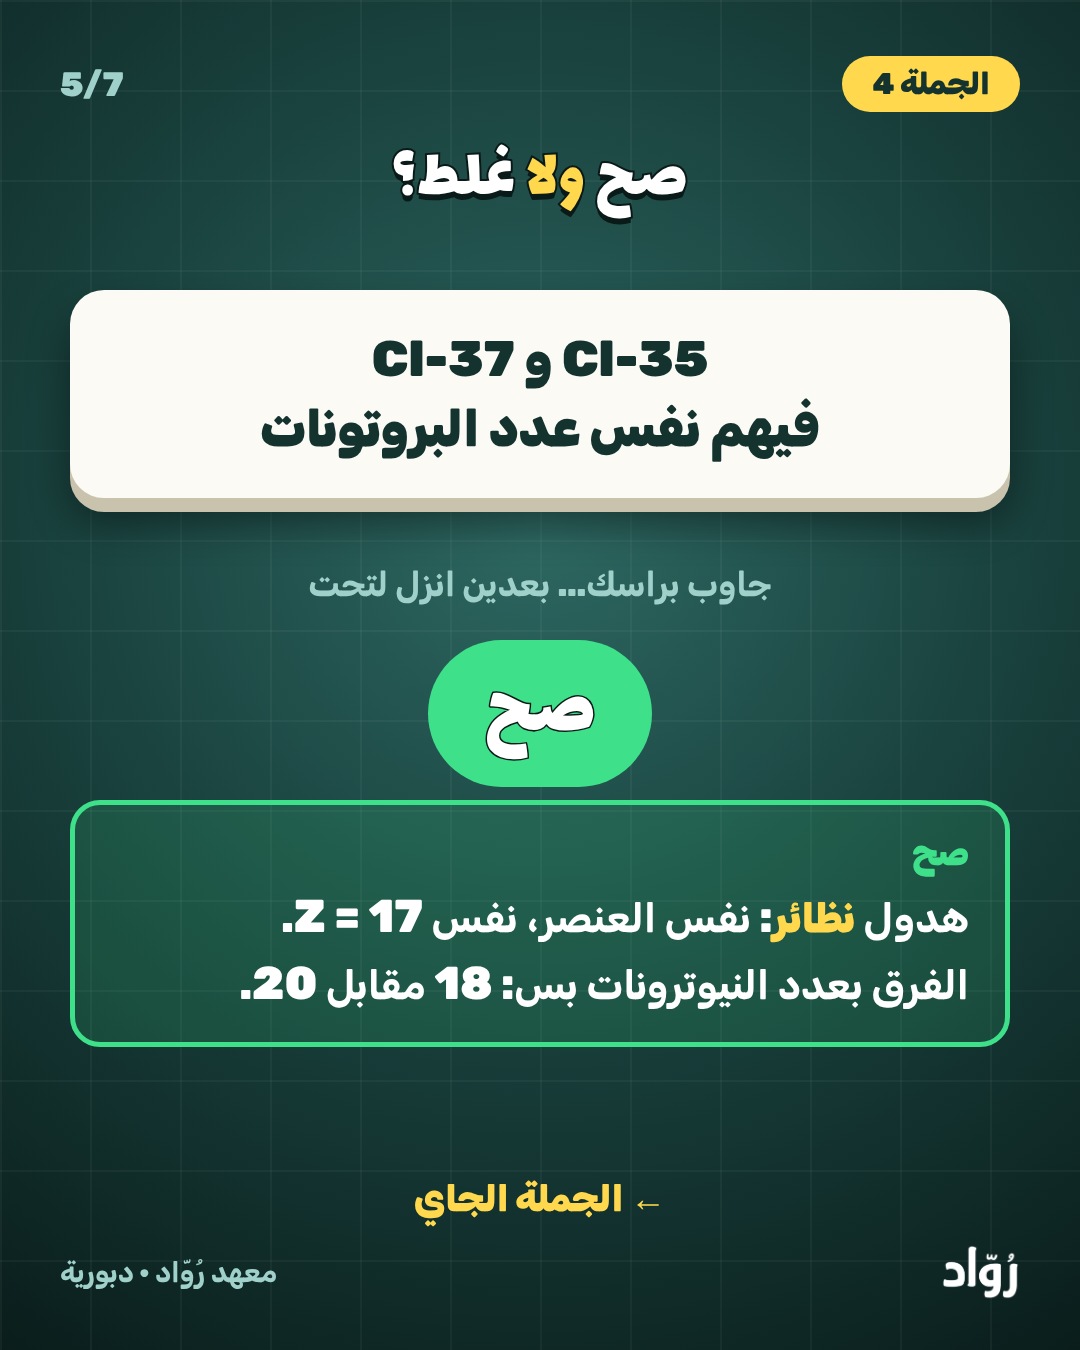 الجملة 4
5/7
صح ولا غلط؟
Cl-35 و Cl-37
فيهم نفس عدد البروتونات
جاوب براسك... بعدين انزل لتحت
صح
صح
هدول نظائر: نفس العنصر، نفس Z = 17.
الفرق بعدد النيوترونات بس: 18 مقابل 20.
← الجملة الجاي
رُوّاد
معهد رُوّاد • دبورية